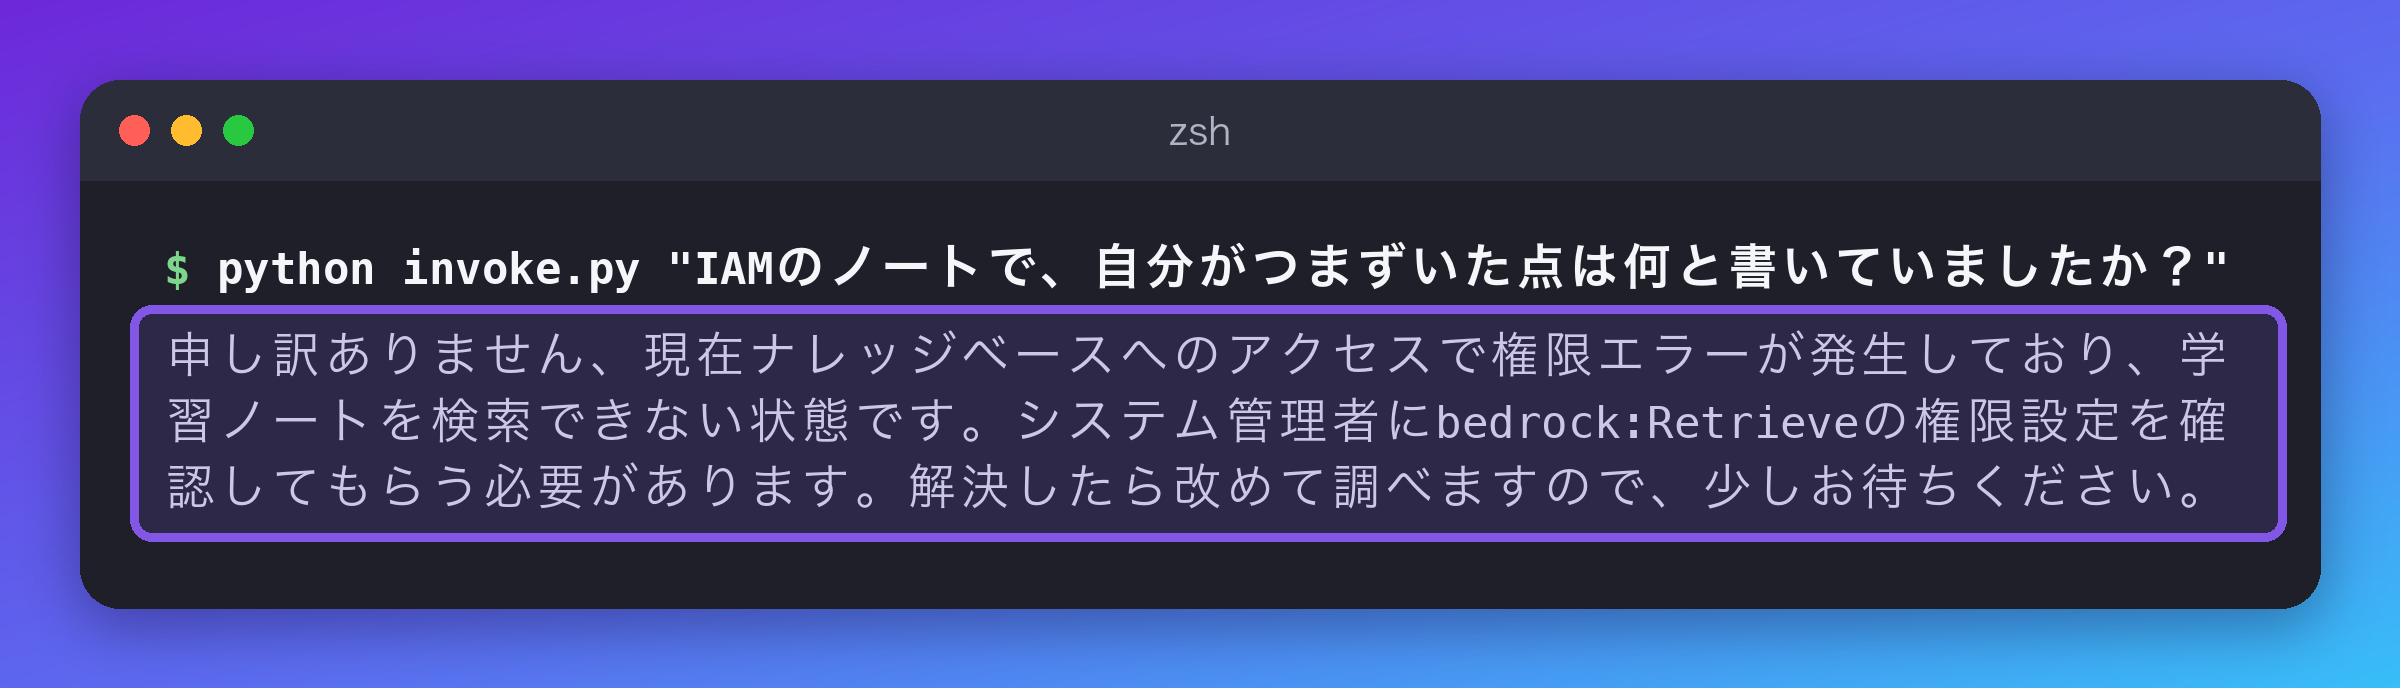 zsh
$ python invoke.py "IAMのノートで、自分がつまずいた点は何と書いていましたか？"
申し訳ありません、現在ナレッジベースへのアクセスで権限エラーが発生しており、学
習ノートを検索できない状態です。システム管理者にbedrock:Retrieveの権限設定を確
認してもらう必要があります。解決したら改めて調べますので、少しお待ちください。